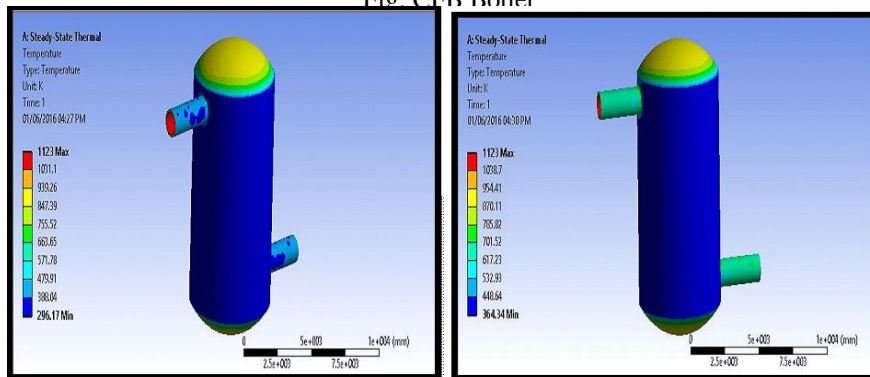 Fig. CFB Boiler
A: Steady-State Thermal
Temperature
Type: Temperature
Unit: K
Time: 1
01/06/2016 04:27 PM
1123 Max
1031.1
939.26
847.39
755.52
663.65
571.78
479.91
388.04
296.17 Min
0 5e+003 1e+004 (mm)
2.5e+003 7.5e+003
A: Steady-State Thermal
Temperature
Type: Temperature
Unit: K
Time: 1
01/06/2016 04:30 PM
1123 Max
1038.7
954.41
870.11
785.82
701.52
617.23
532.93
448.64
364.34 Min
0 5e+003 1e+004 (mm)
2.5e+003 7.5e+003